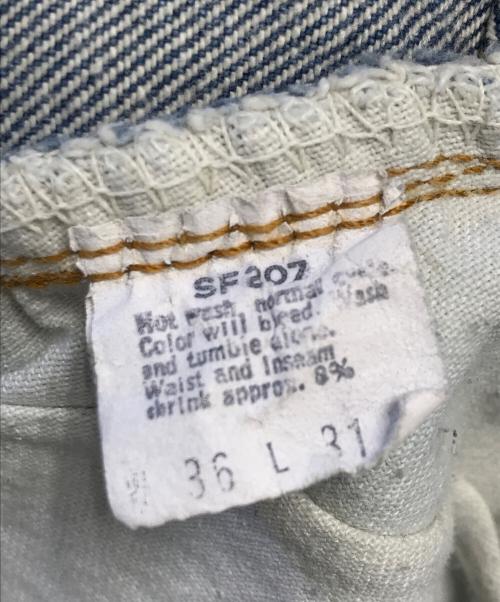 SF207
Hot wash, normal cycle.
Color will bleed. Wash
and tumble alone.
Waist and Inseam
shrink approx. 8%
W 36 L 31